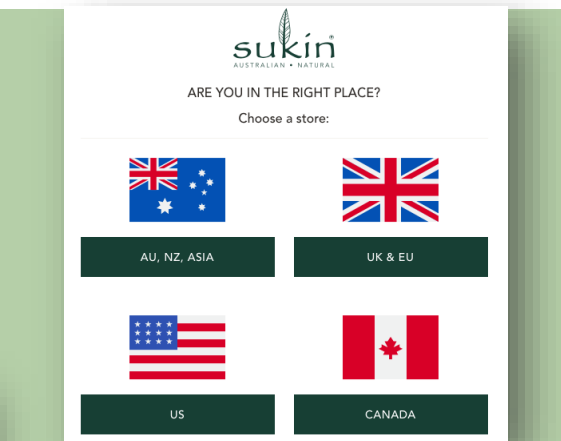 sukin
AUSTRALIAN • NATURAL
ARE YOU IN THE RIGHT PLACE?
Choose a store:
AU, NZ, ASIA
UK & EU
US
CANADA